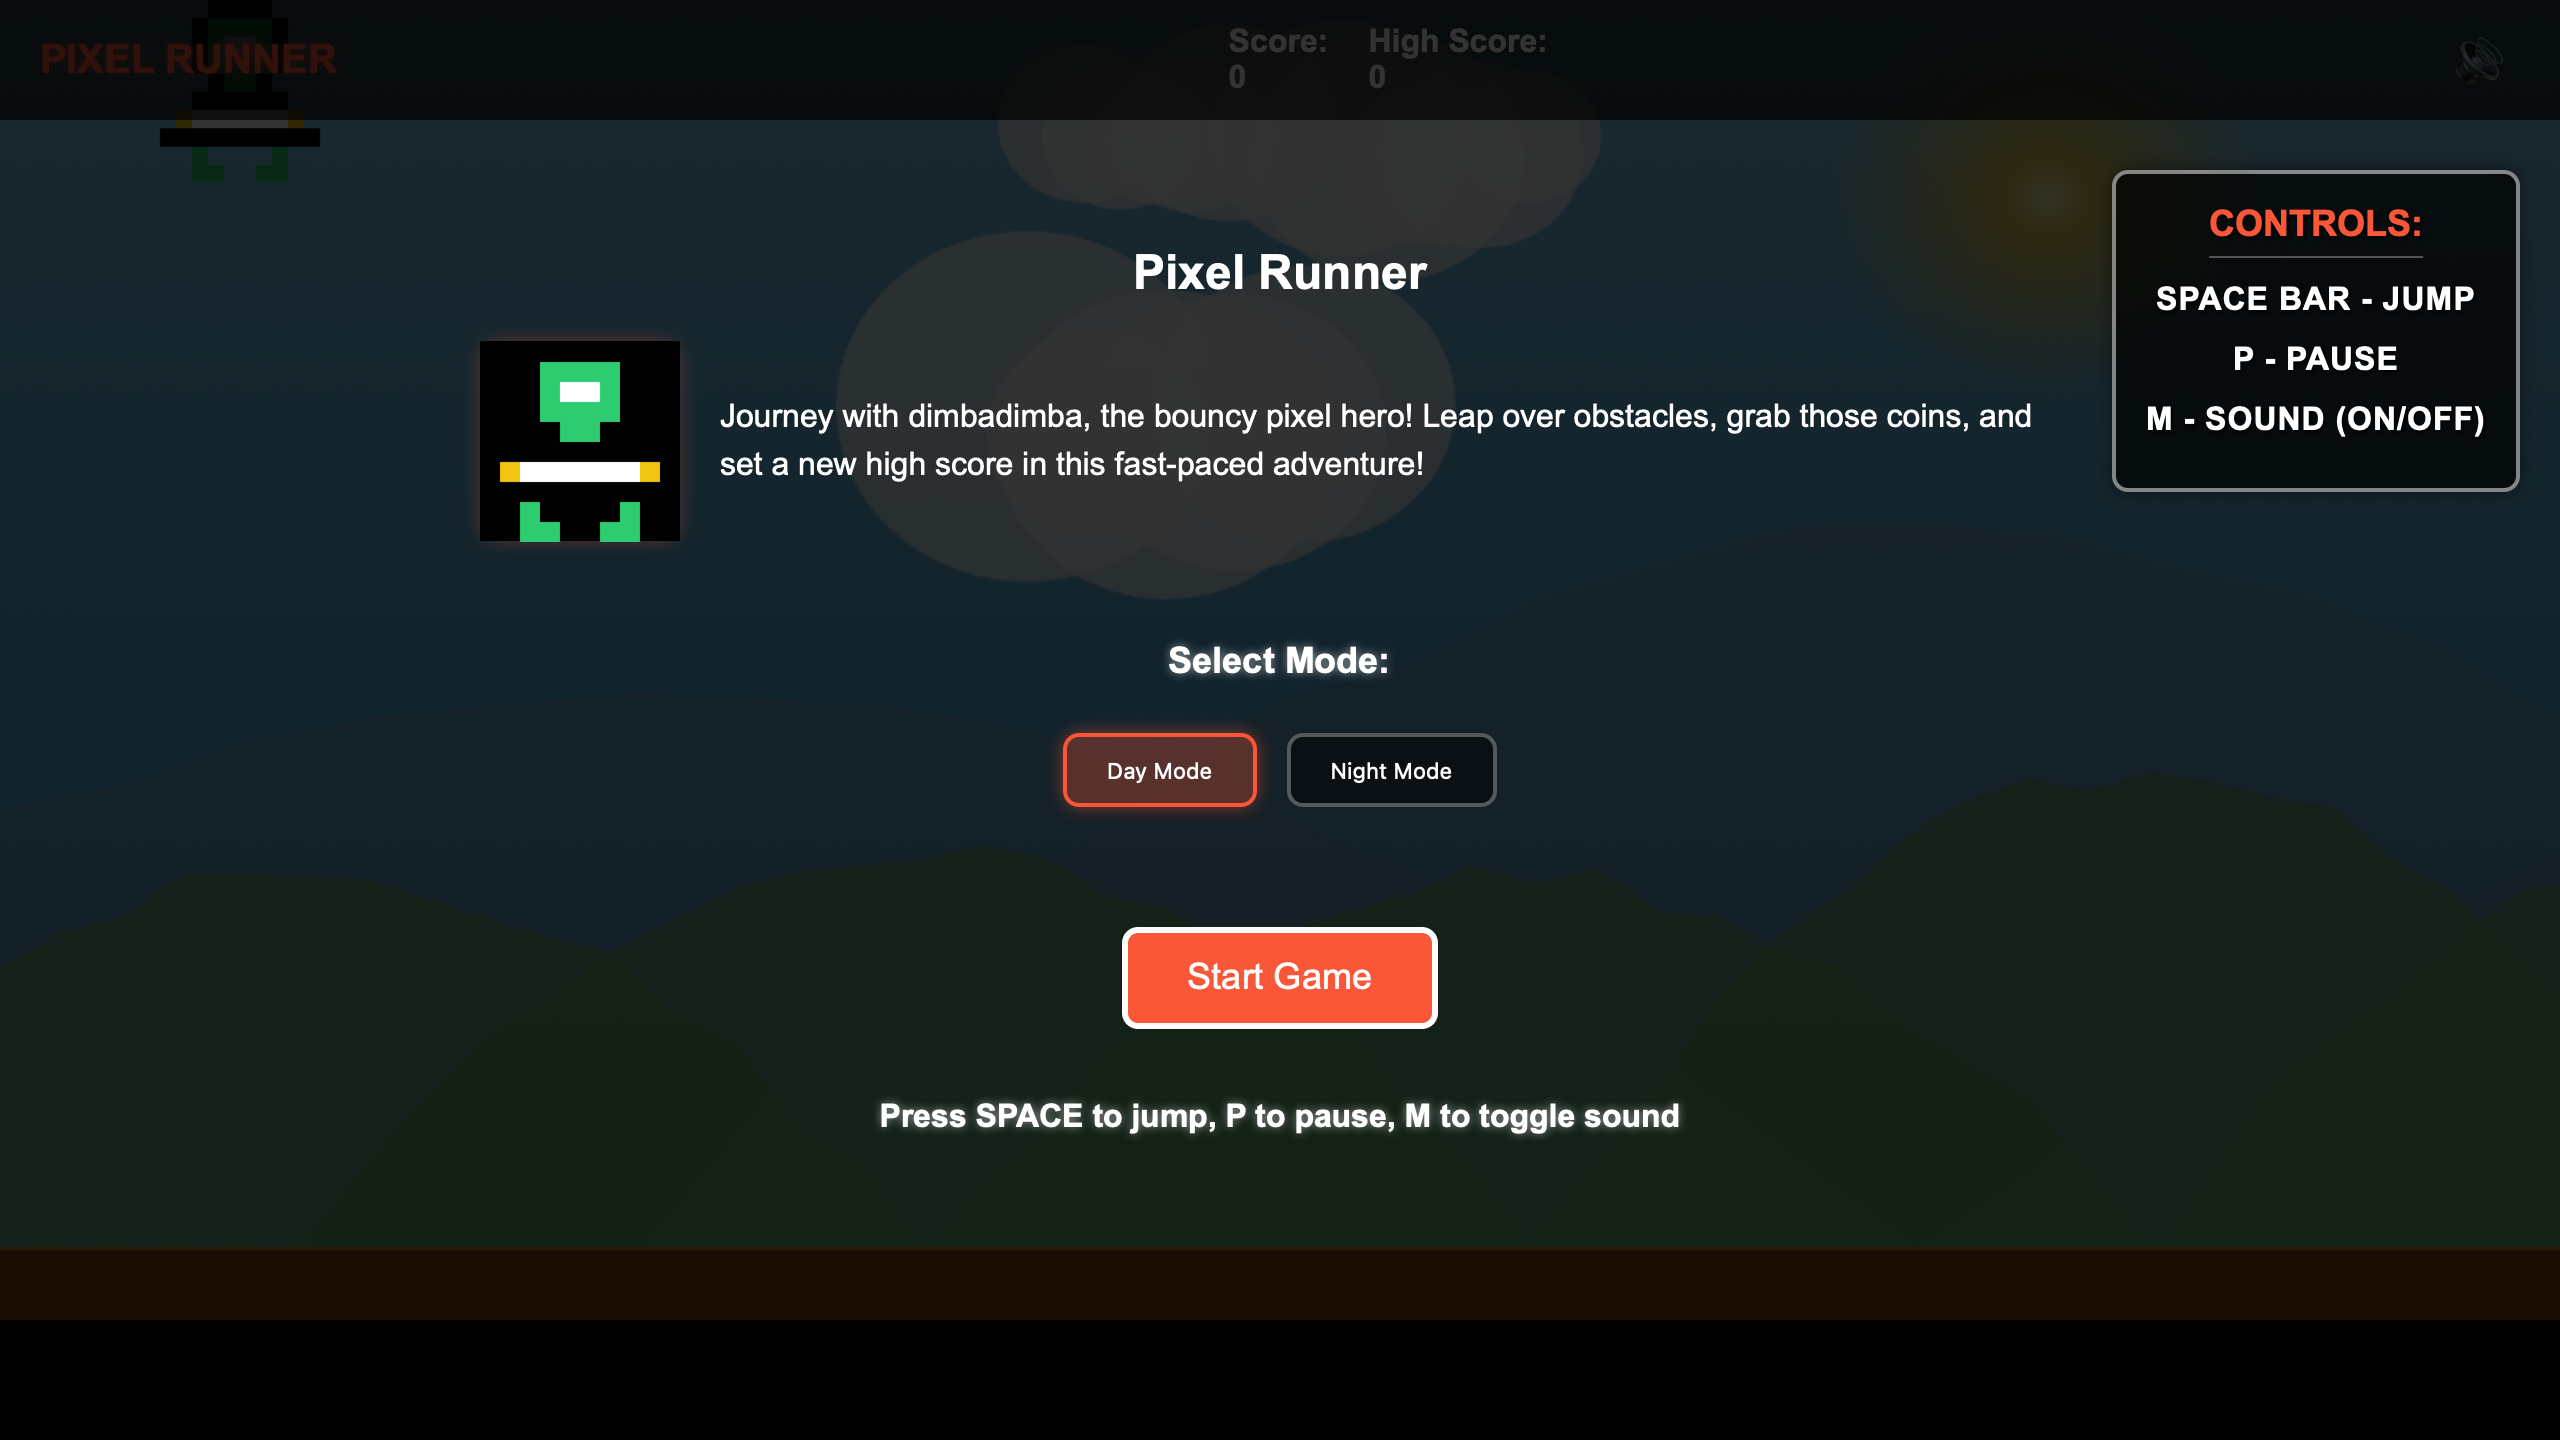 PIXEL RUNNER
Score:
0
High Score:
0
CONTROLS:
SPACE BAR - JUMP
P - PAUSE
M - SOUND (ON/OFF)
Pixel Runner
Journey with dimbadimba, the bouncy pixel hero! Leap over obstacles, grab those coins, and
set a new high score in this fast-paced adventure!
Select Mode:
Day Mode
Night Mode
Start Game
Press SPACE to jump, P to pause, M to toggle sound